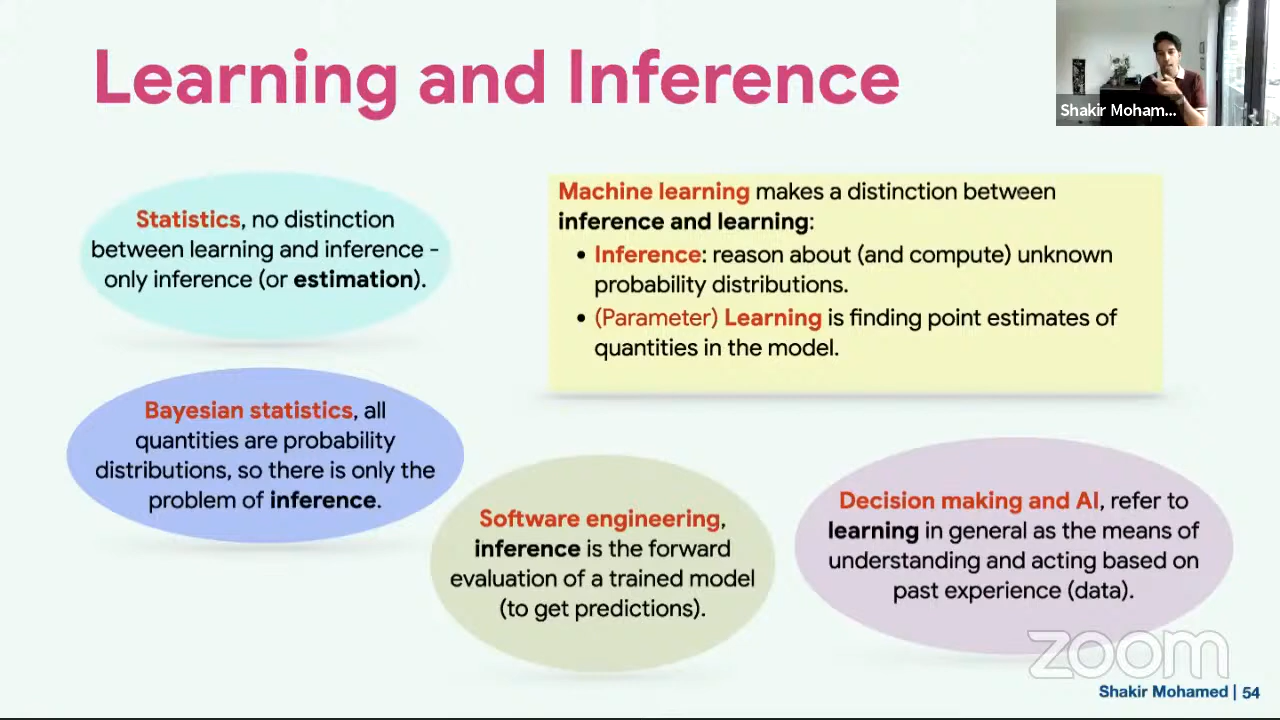 Learning and Inference
Shakir Moham...
Statistics, no distinction
between learning and inference -
only inference (or estimation).
Machine learning makes a distinction between
inference and learning:
• Inference: reason about (and compute) unknown
probability distributions.
• (Parameter) Learning is finding point estimates of
quantities in the model.
Bayesian statistics, all
quantities are probability
distributions, so there is only the
problem of inference.
Software engineering,
inference is the forward
evaluation of a trained model
(to get predictions).
Decision making and AI, refer to
learning in general as the means of
understanding and acting based on
past experience (data).
zoom
Shakir Mohamed | 54